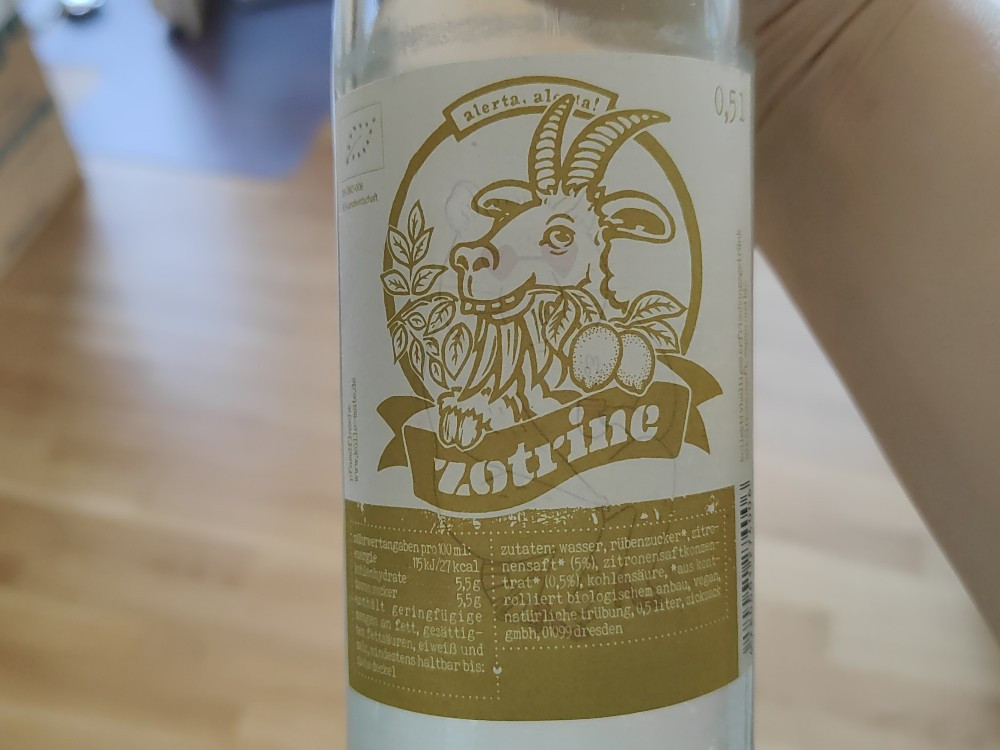 alerta, alerta!
0,5l
zotrine
nährwertangaben pro 100 ml:
energie 115 kJ/27 kcal
kohlenhydrate 5,5 g
davon zucker 5,5 g
enthält geringfügige
mengen an fett, gesättig-
ten fettsäuren, eiweiß und
salz. mindestens haltbar bis:
siehe deckel
zutaten: wasser, rübenzucker*, zitro-
nensaft* (5%), zitronensaftkonzen-
trat* (0,5%), kohlensäure, *aus kont-
rolliert biologischem anbau, vegan,
natürliche trübung, 0,5 liter, zickzack
gmbh, 01099 dresden